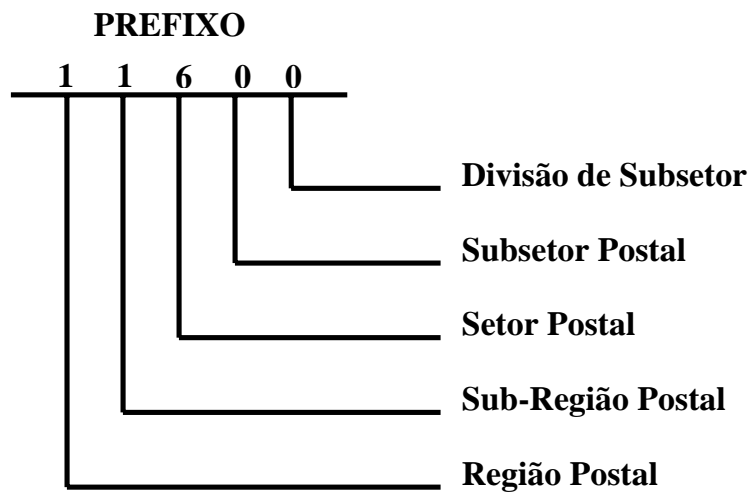 PREFIXO
1 1 6 0 0
Divisão de Subsetor
Subsetor Postal
Setor Postal
Sub-Região Postal
Região Postal